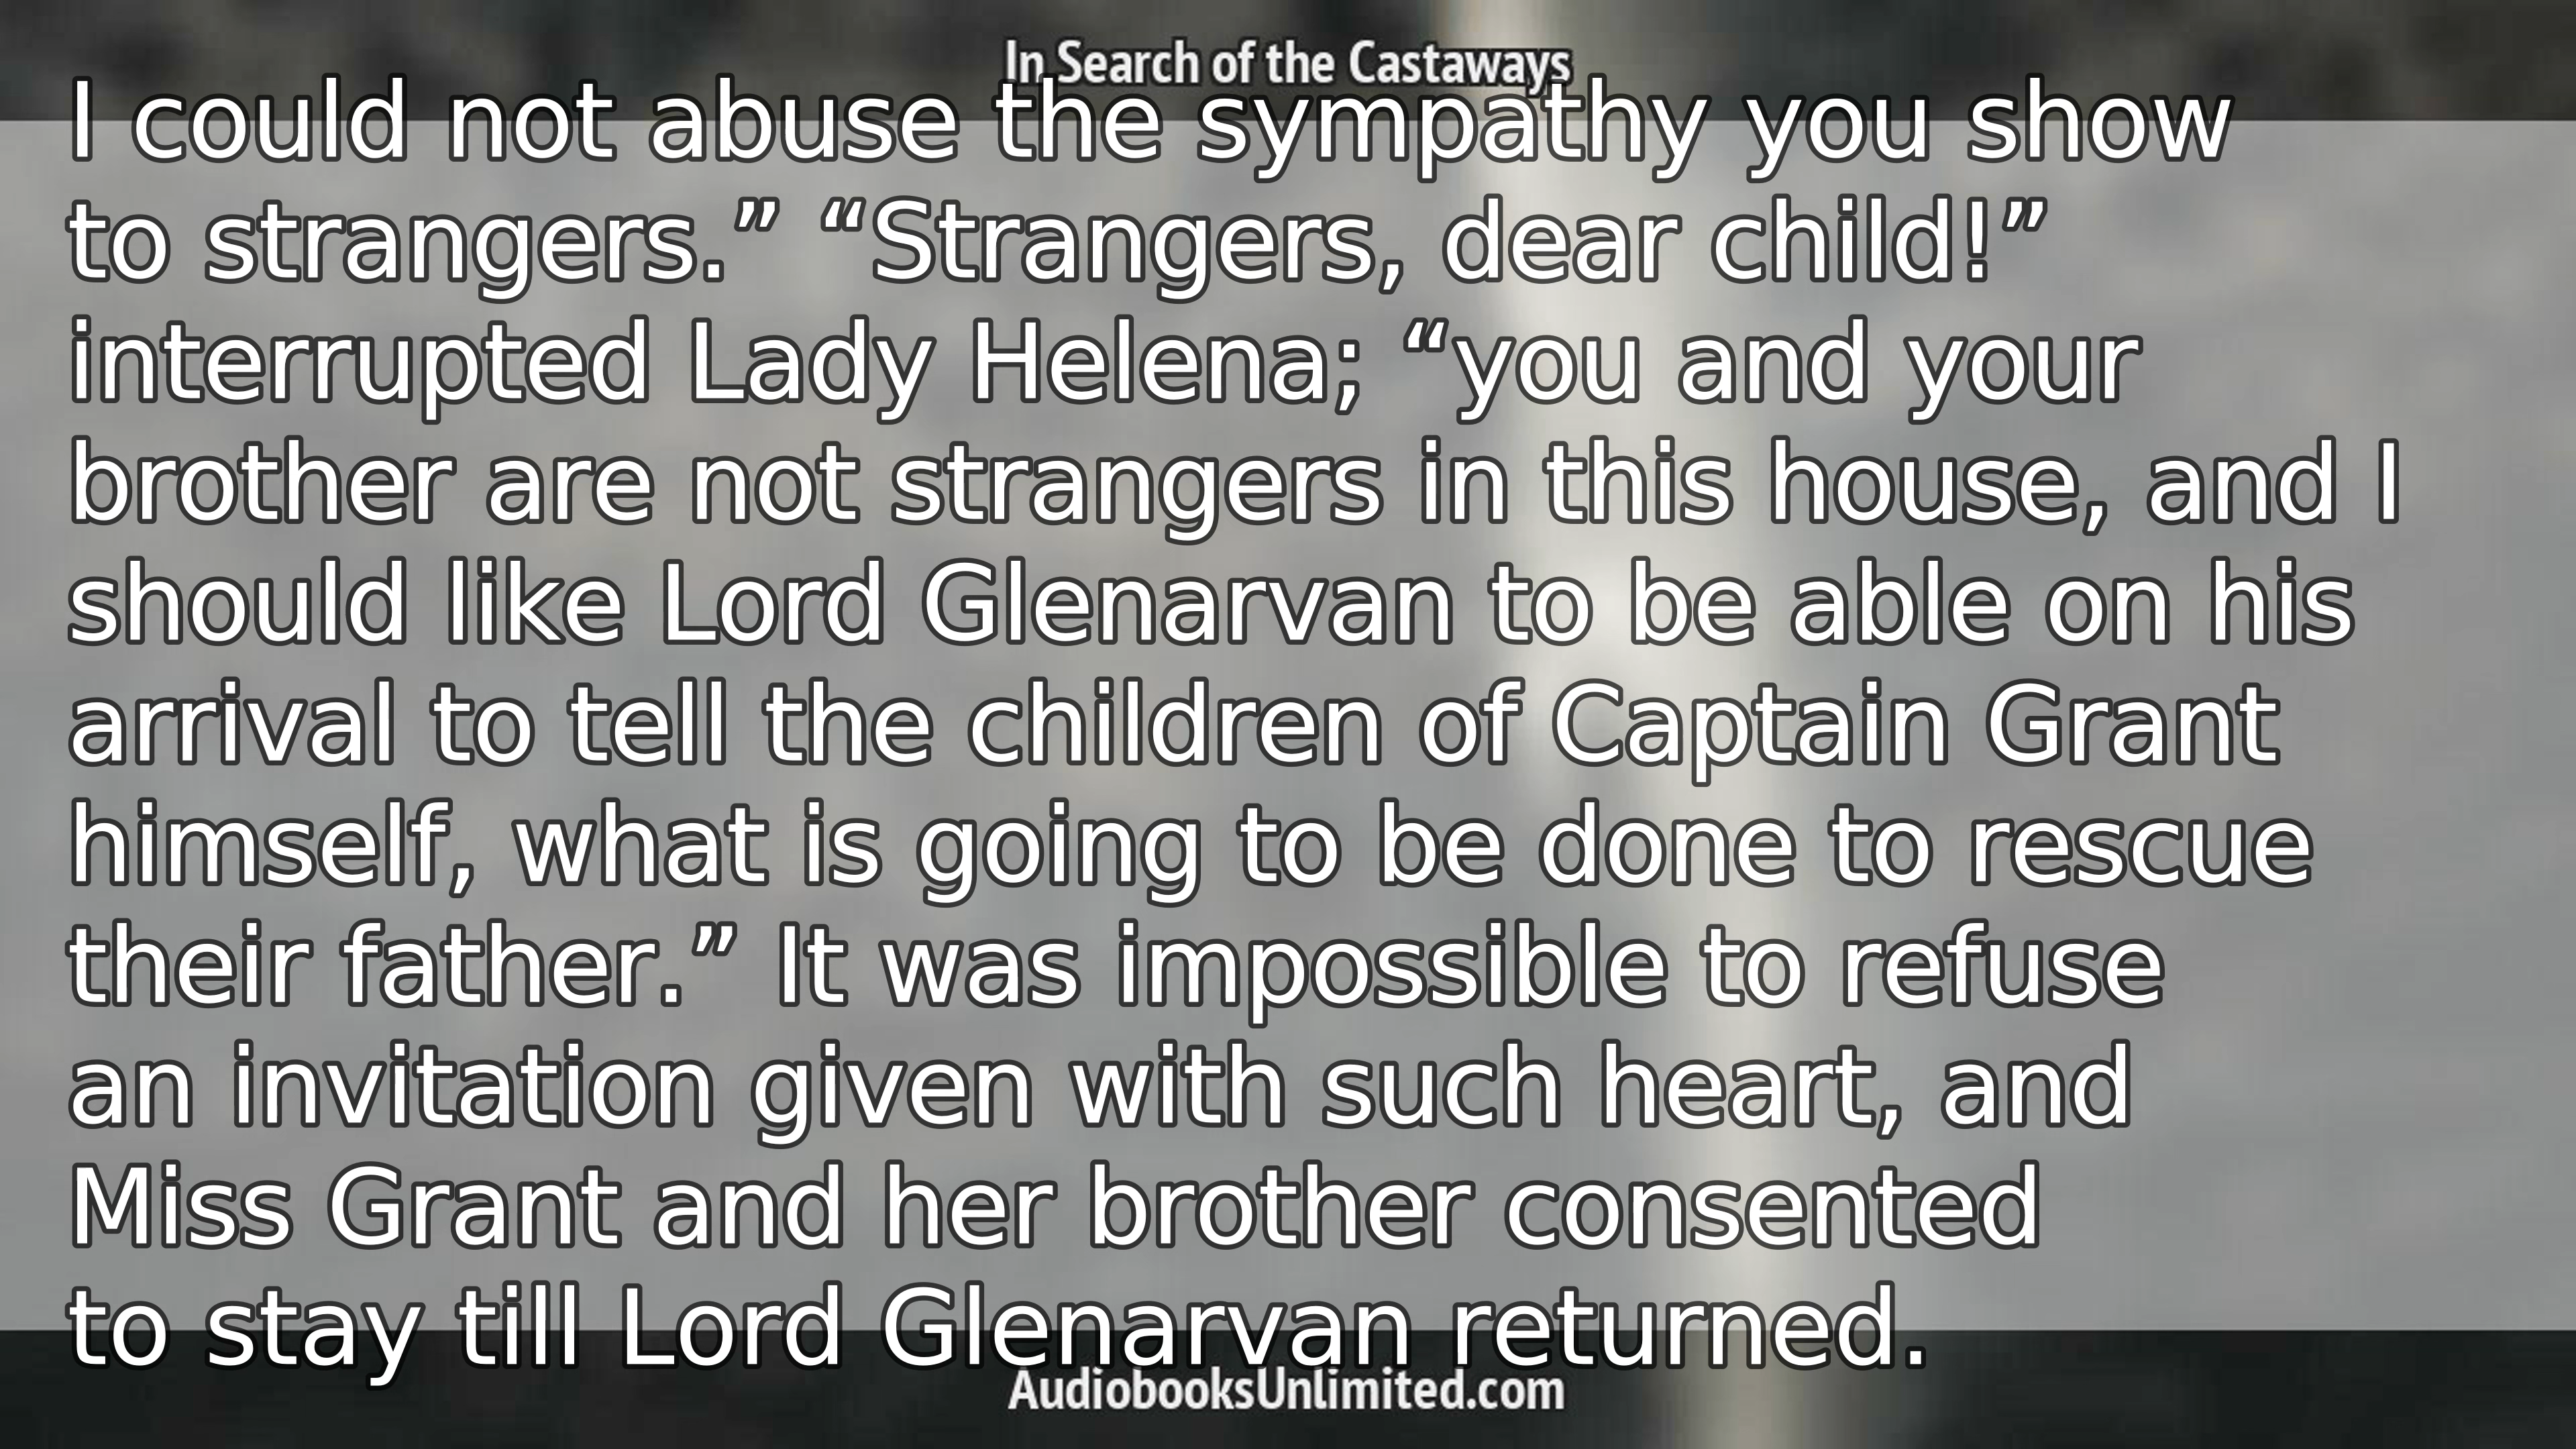 In Search of the Castaways
I could not abuse the sympathy you show
to strangers.” “Strangers, dear child!”
interrupted Lady Helena; “you and your
brother are not strangers in this house, and I
should like Lord Glenarvan to be able on his
arrival to tell the children of Captain Grant
himself, what is going to be done to rescue
their father.” It was impossible to refuse
an invitation given with such heart, and
Miss Grant and her brother consented
to stay till Lord Glenarvan returned.
AudiobooksUnlimited.com